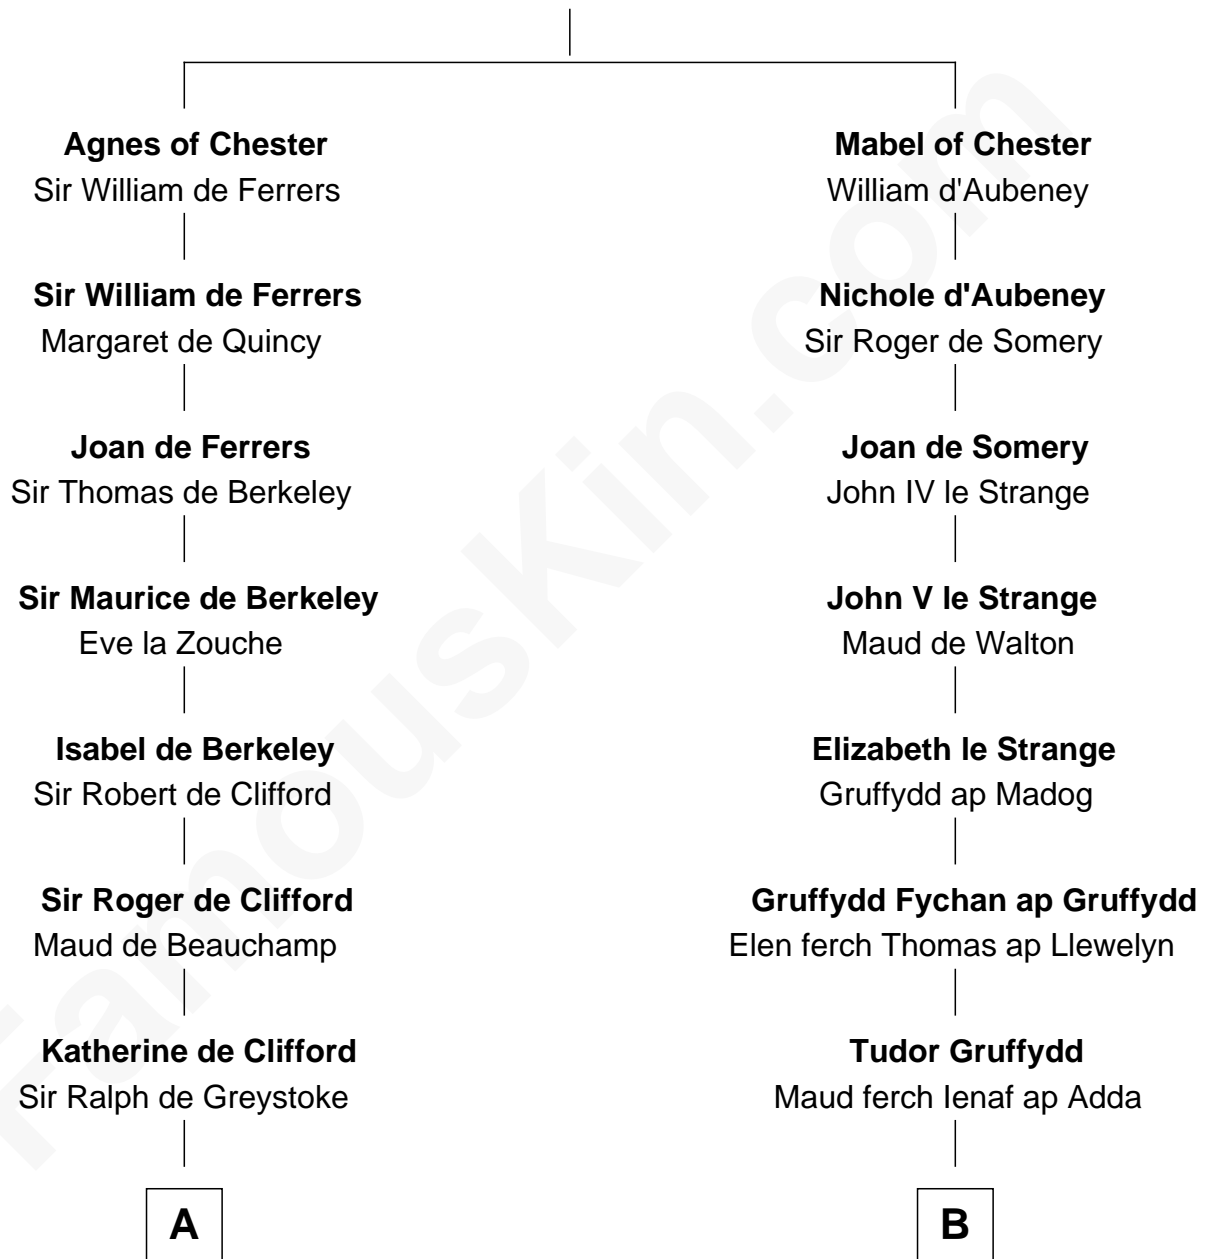 Agnes of Chester
Sir William de Ferrers
Sir William de Ferrers
Margaret de Quincy
Joan de Ferrers
Sir Thomas de Berkeley
Sir Maurice de Berkeley
Eve la Zouche
Isabel de Berkeley
Sir Robert de Clifford
Sir Roger de Clifford
Maud de Beauchamp
Katherine de Clifford
Sir Ralph de Greystoke
A
Mabel of Chester
William d'Aubeney
Nichole d'Aubeney
Sir Roger de Somery
Joan de Somery
John IV le Strange
John V le Strange
Maud de Walton
Elizabeth le Strange
Gruffydd ap Madog
Gruffydd Fychan ap Gruffydd
Elen ferch Thomas ap Llewelyn
Tudor Gruffydd
Maud ferch Ienaf ap Adda
B
FamousKin.com